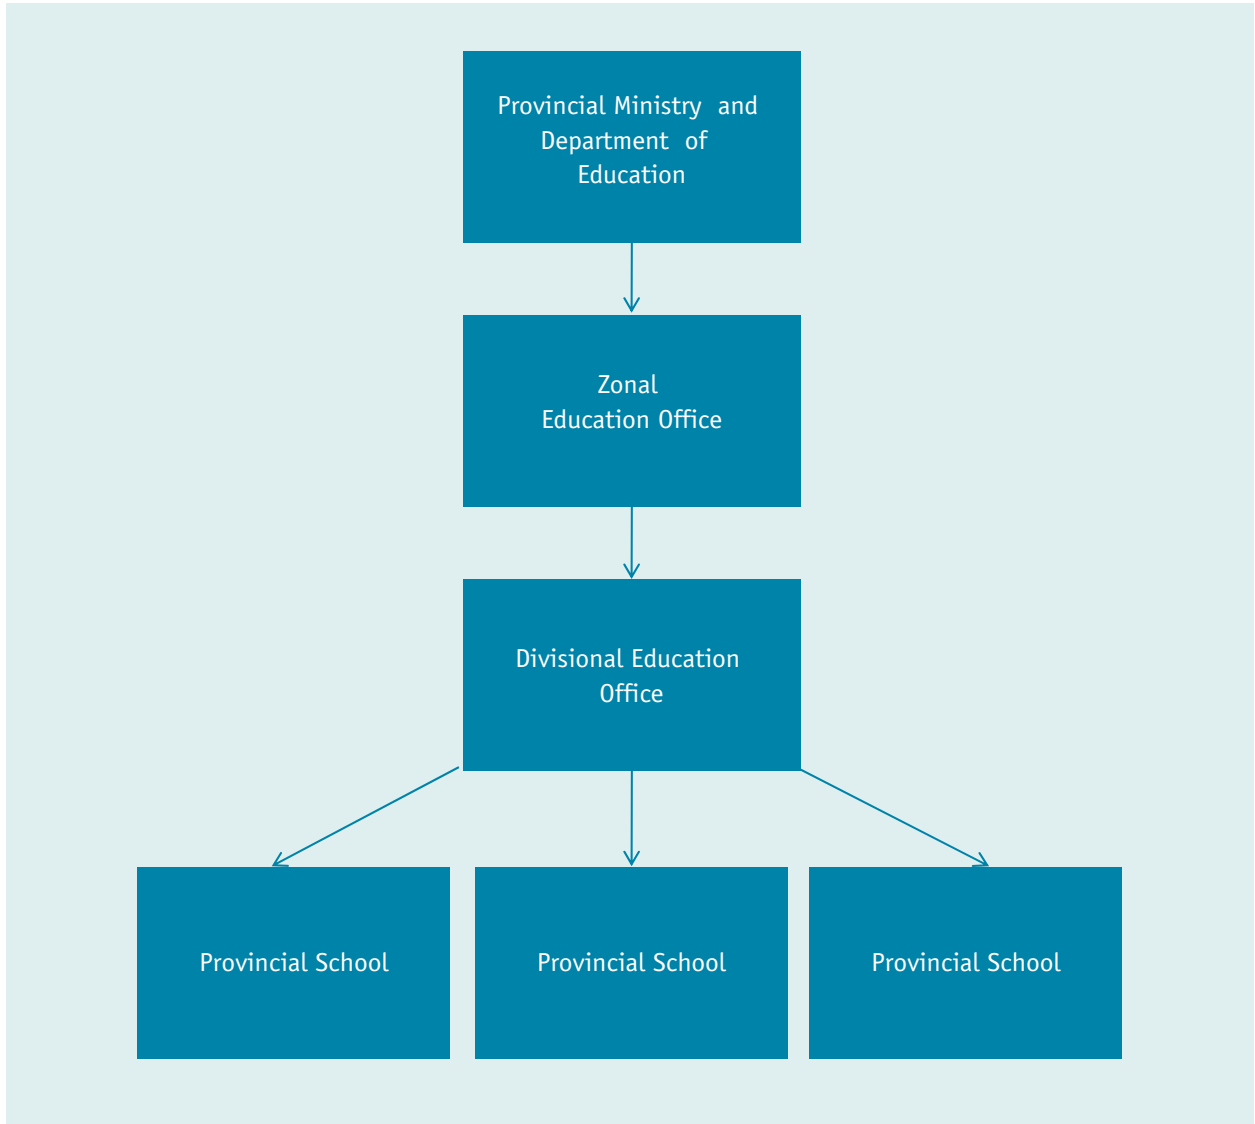 Provincial Ministry and
Department of
Education
Zonal
Education Office
Divisional Education
Office
Provincial School
Provincial School
Provincial School